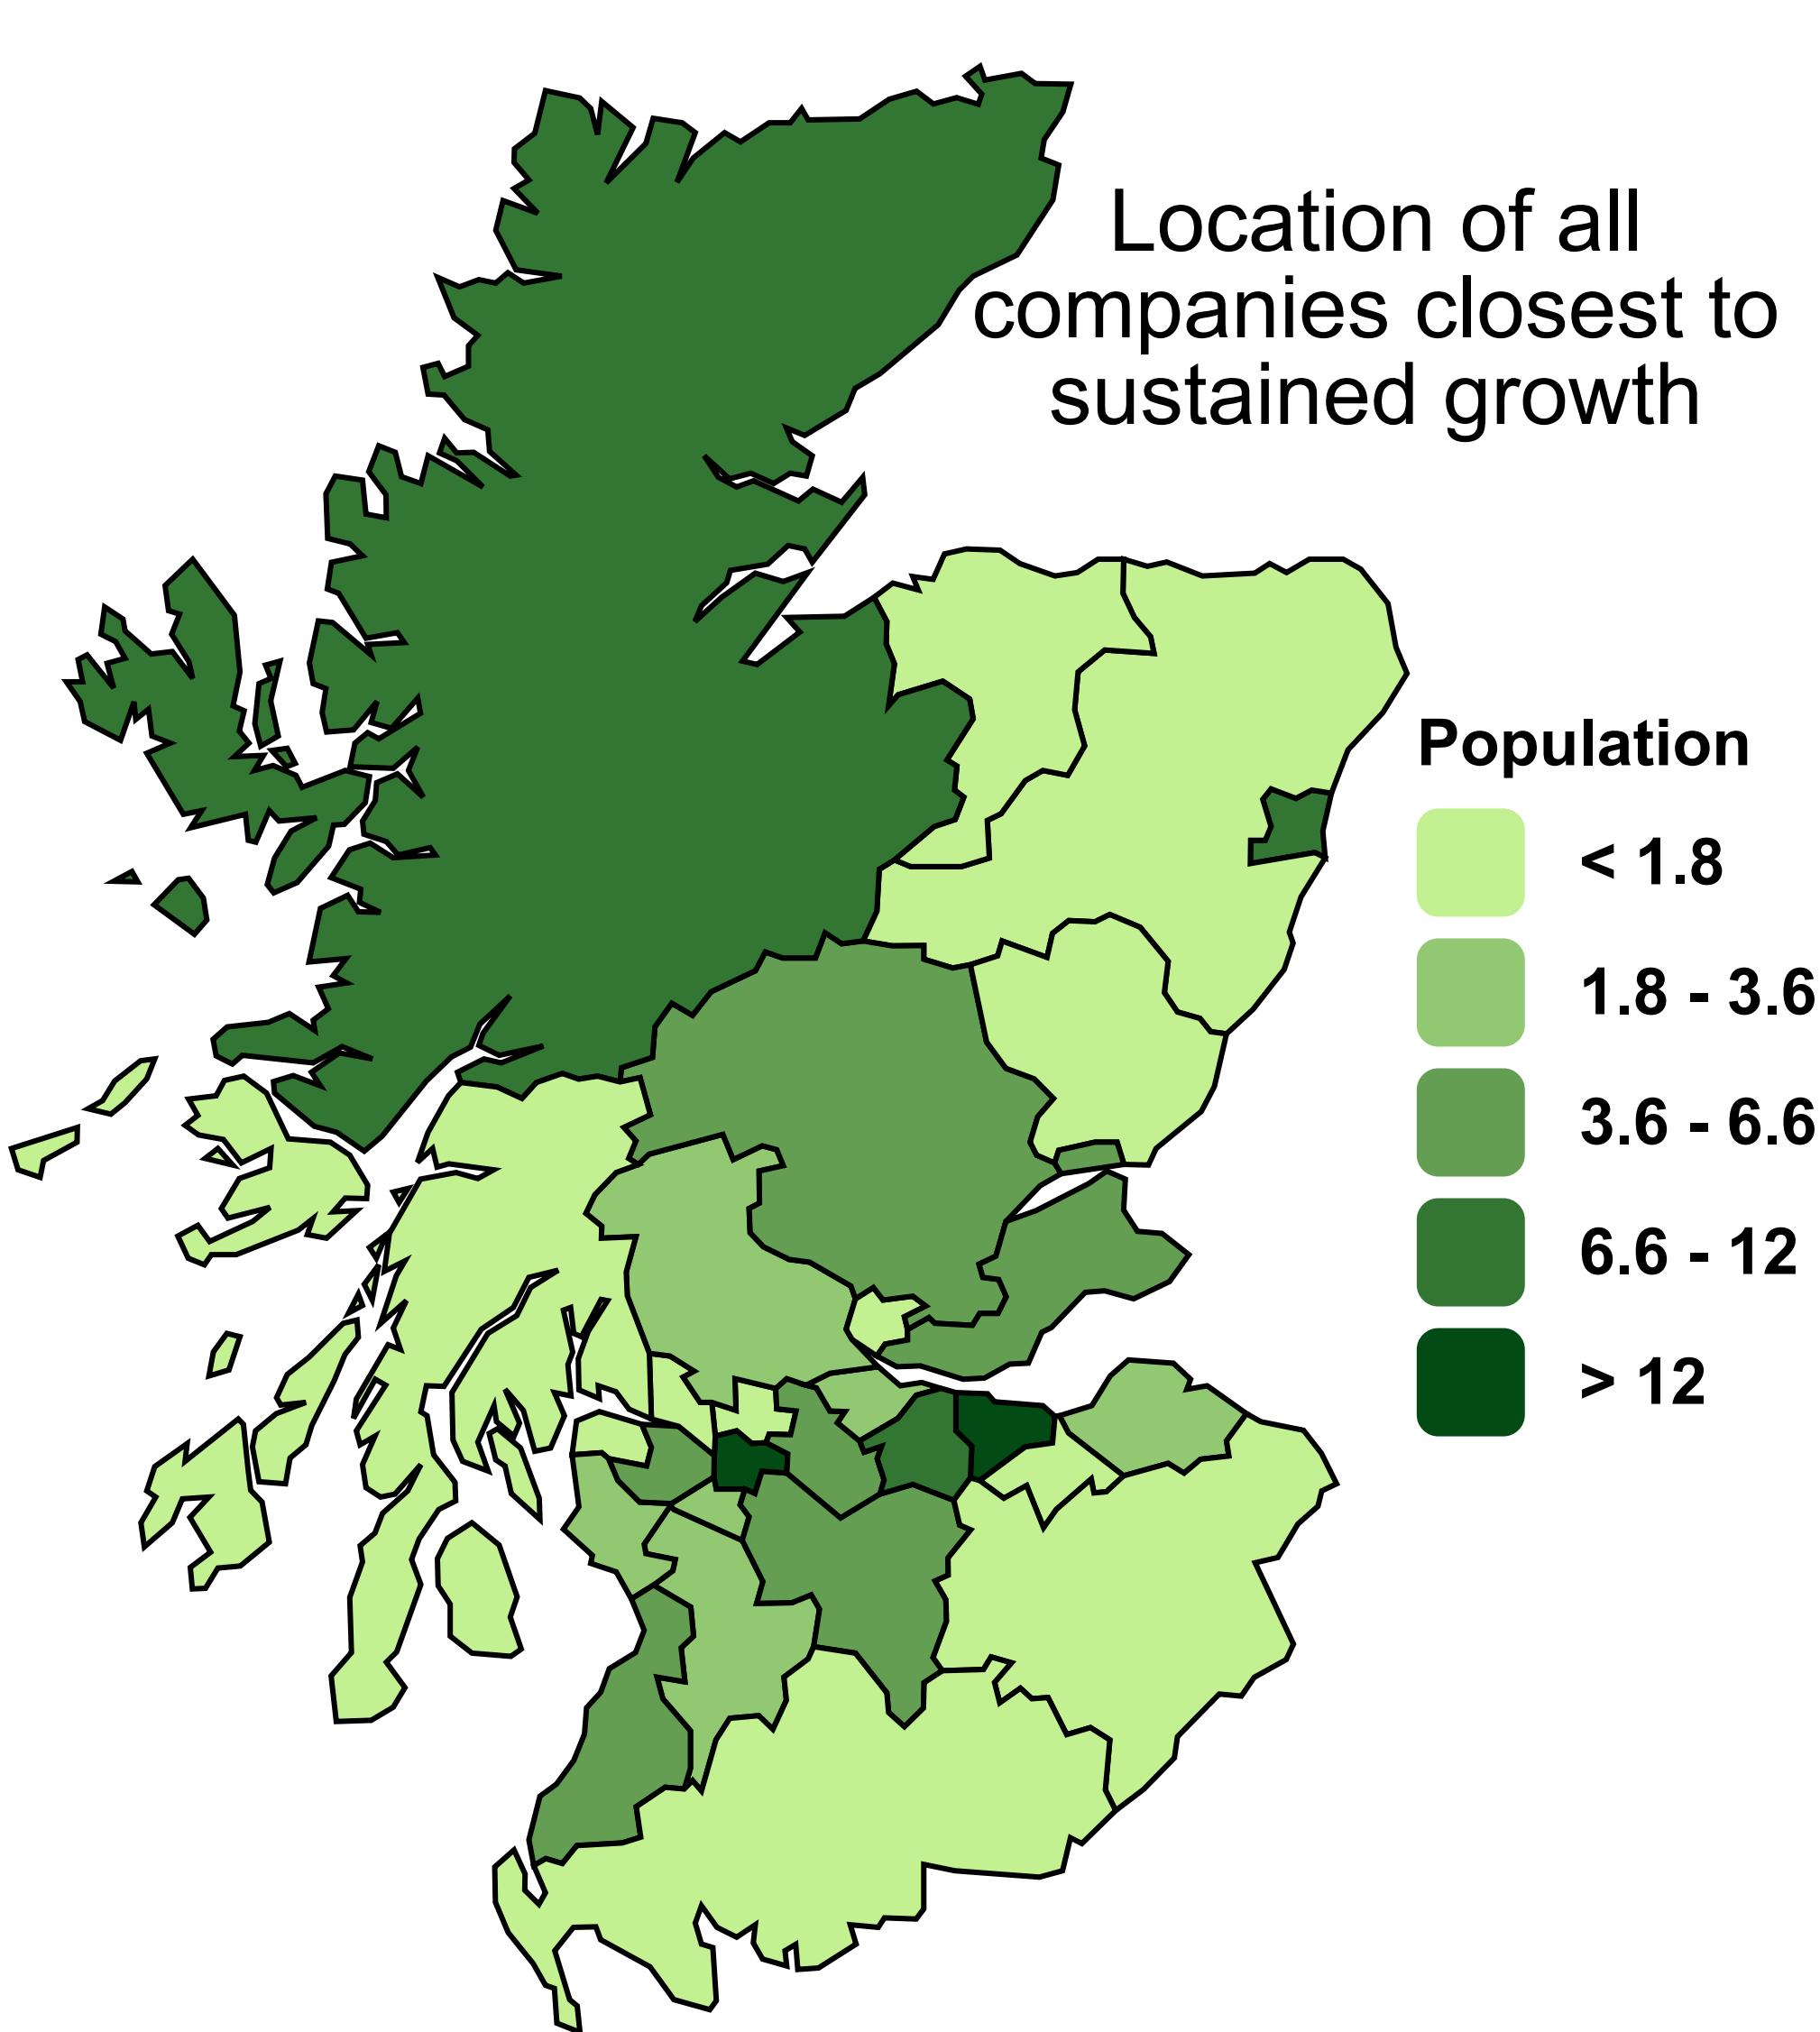 Location of all
companies closest to
sustained growth
Population
< 1.8
1.8 - 3.6
3.6 - 6.6
6.6 - 12
> 12